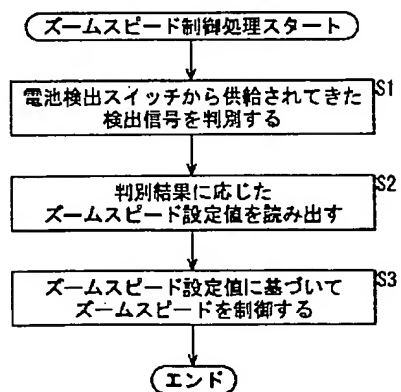 ズームスピード制御処理スタート
電池検出スイッチから供給されてきた
検出信号を判別する
S1
判別結果に応じた
ズームスピード設定値を読み出す
S2
ズームスピード設定値に基づいて
ズームスピードを制御する
S3
エンド